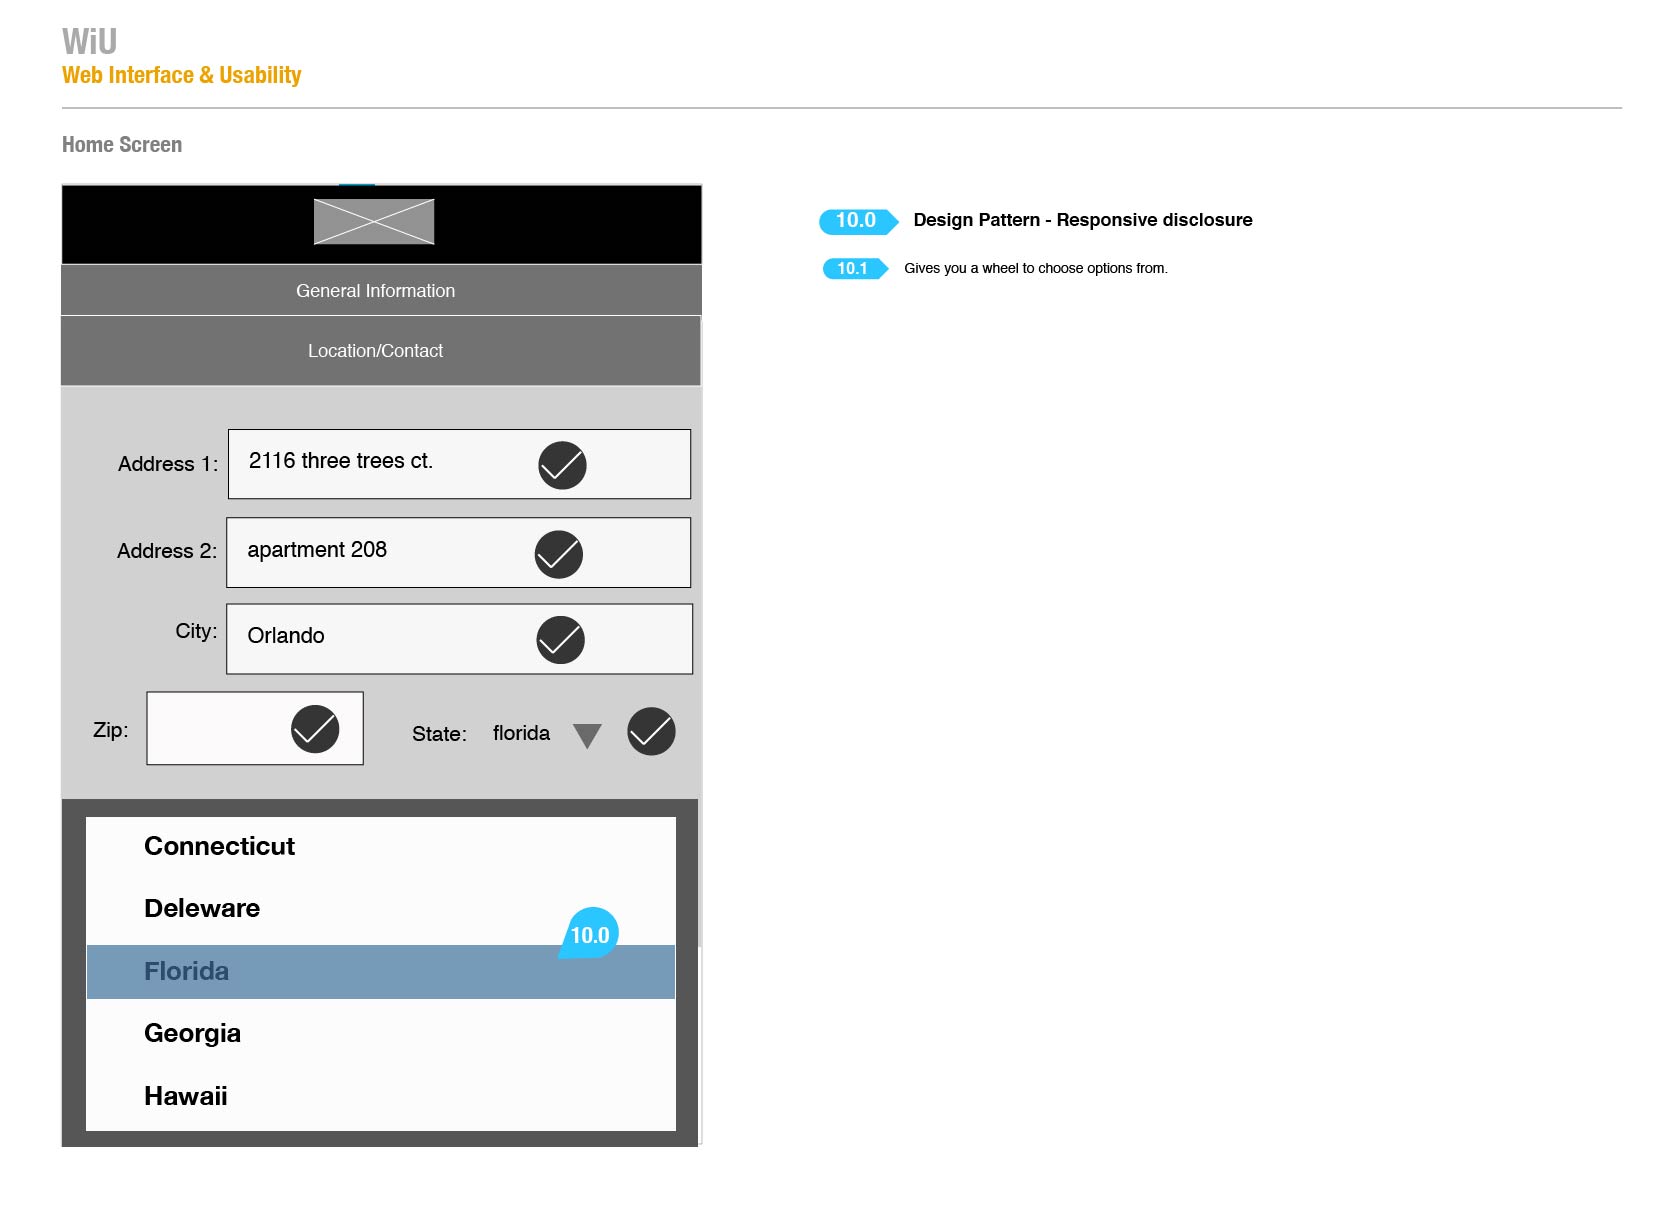 WiU
Web Interface & Usability
Home Screen
General Information
Location/Contact
Address 1: 2116 three trees ct.
Address 2: apartment 208
City: Orlando
Zip: State: florida
Connecticut
Deleware
10.0
Florida
Georgia
Hawaii
10.0 Design Pattern - Responsive disclosure
10.1 Gives you a wheel to choose options from.